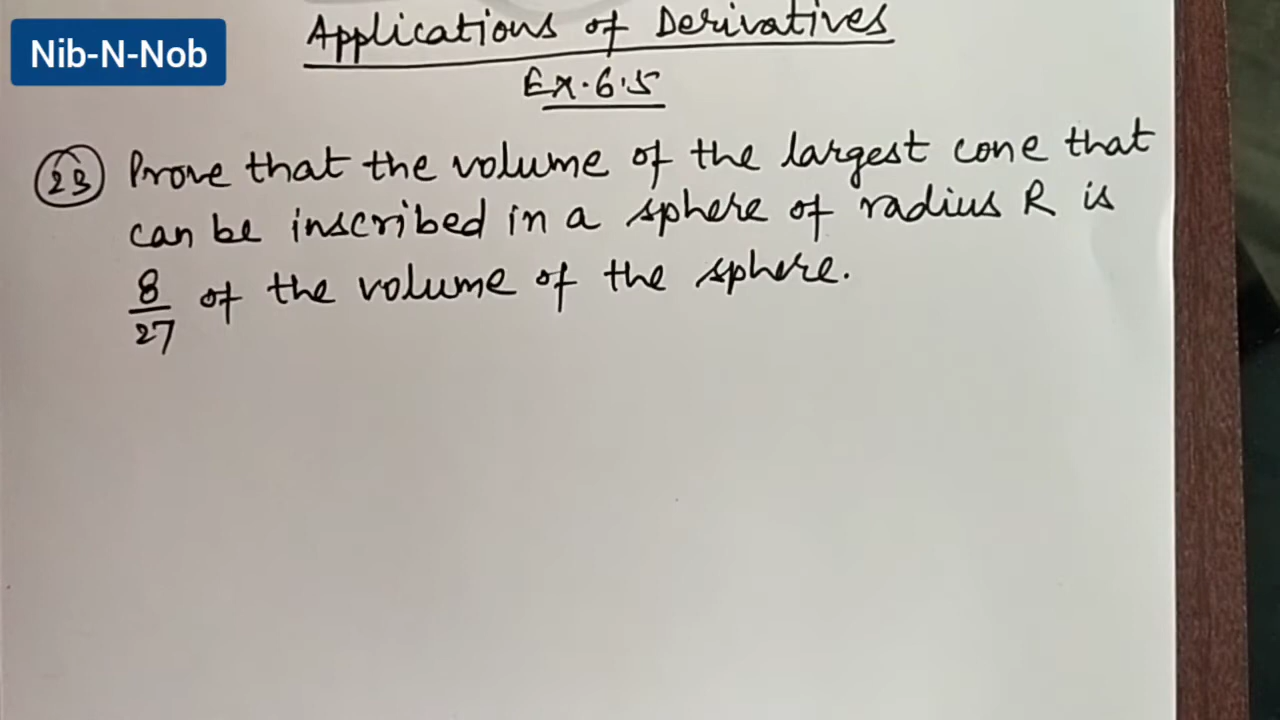 Nib-N-Nob
Applications of Derivatives
Ex.6.5
23 Prove that the volume of the largest cone that
can be inscribed in a sphere of radius R is
8/27 of the volume of the sphere.